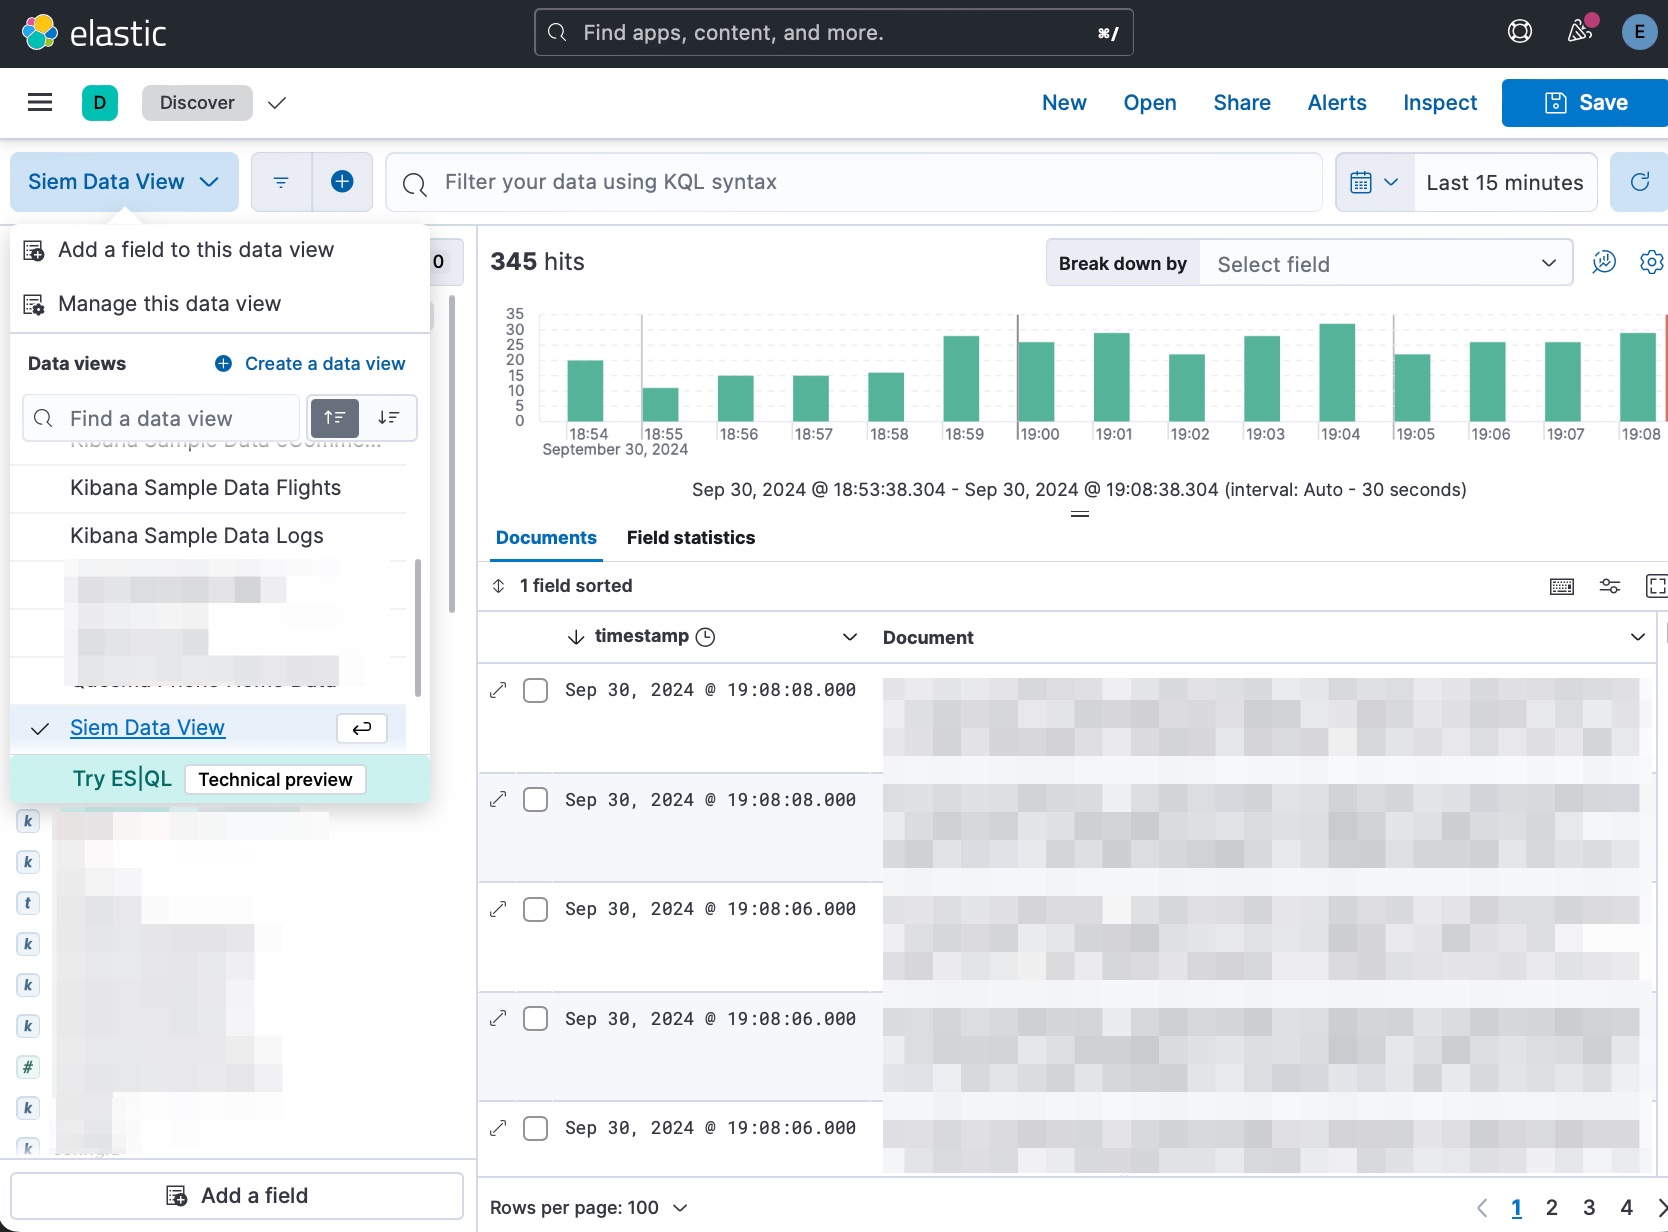 elastic
Find apps, content, and more.
⌘/
E
D
Discover
New
Open
Share
Alerts
Inspect
Save
Siem Data View
Filter your data using KQL syntax
Last 15 minutes
Add a field to this data view
Manage this data view
Data views
Create a data view
Find a data view
Kibana Sample Data Flights
Kibana Sample Data Logs
Siem Data View
Try ES|QL
Technical preview
0
k
k
t
k
k
k
#
k
k
Add a field
345 hits
Break down by
Select field
35
30
25
20
15
10
5
0
18:54
18:55
18:56
18:57
18:58
18:59
19:00
19:01
19:02
19:03
19:04
19:05
19:06
19:07
19:08
September 30, 2024
Sep 30, 2024 @ 18:53:38.304 - Sep 30, 2024 @ 19:08:38.304 (interval: Auto - 30 seconds)
Documents
Field statistics
1 field sorted
timestamp
Document
Sep 30, 2024 @ 19:08:08.000
Sep 30, 2024 @ 19:08:08.000
Sep 30, 2024 @ 19:08:06.000
Sep 30, 2024 @ 19:08:06.000
Sep 30, 2024 @ 19:08:06.000
Rows per page: 100
1 2 3 4